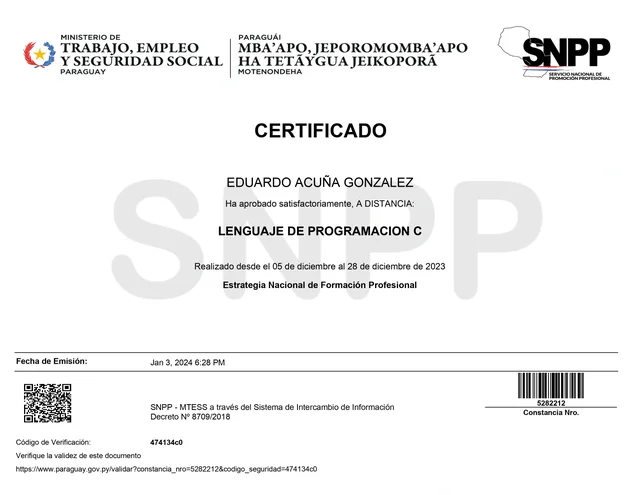 MINISTERIO DE
TRABAJO, EMPLEO
Y SEGURIDAD SOCIAL
PARAGUAY
PARAGUÁI
MBA'APO, JEPOROMOMBA'APO
HA TETÃYGUA JEIKOPORÃ
MOTENONDEHA
SNPP
SERVICIO NACIONAL DE
PROMOCIÓN PROFESIONAL
CERTIFICADO
SNPP
EDUARDO ACUÑA GONZALEZ
Ha aprobado satisfactoriamente, A DISTANCIA:
LENGUAJE DE PROGRAMACION C
Realizado desde el 05 de diciembre al 28 de diciembre de 2023
Estrategia Nacional de Formación Profesional
Fecha de Emisión: Jan 3, 2024 6:28 PM
SNPP - MTESS a través del Sistema de Intercambio de Información
Decreto Nº 8709/2018
5282212
Constancia Nro.
Código de Verificación: 474134c0
Verifique la validez de este documento
https://www.paraguay.gov.py/validar?constancia_nro=5282212&codigo_seguridad=474134c0